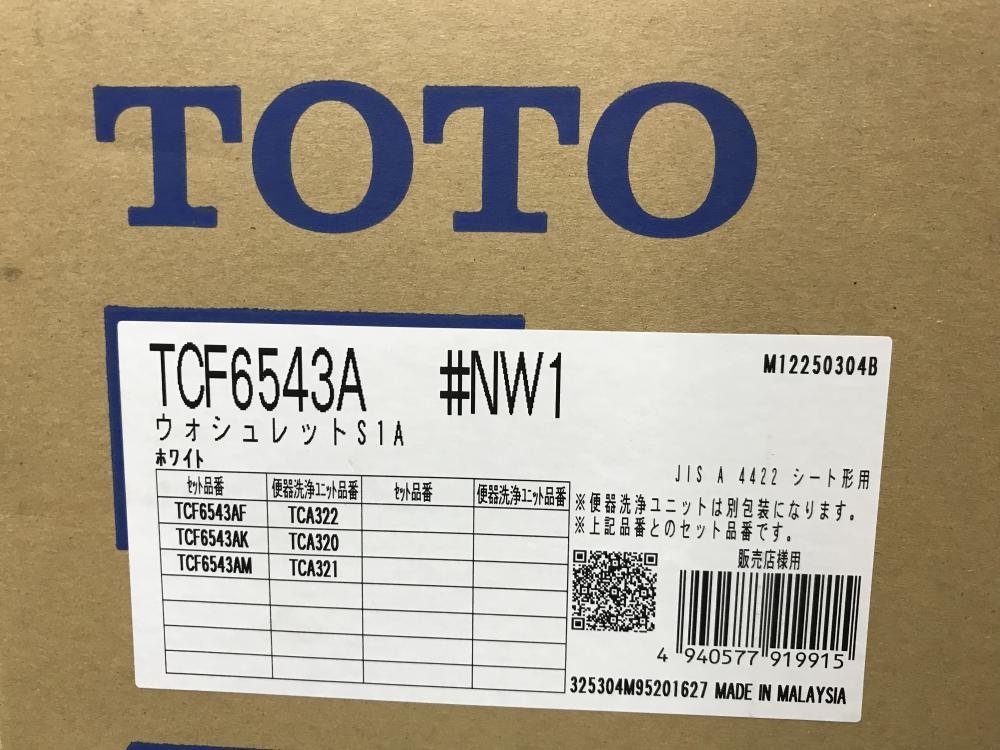 TOTO
TCF6543A #NW1 M12250304B
ウォシュレットS1A
ホワイト
JIS A 4422 シート形用
セット品番 便器洗浄ユニット品番 セット品番 便器洗浄ユニット品番
TCF6543AF TCA322
TCF6543AK TCA320
TCF6543AM TCA321
※便器洗浄ユニットは別包装になります。
※上記品番とのセット品番です。
販売店様用
4 940577 919915
325304M95201627 MADE IN MALAYSIA